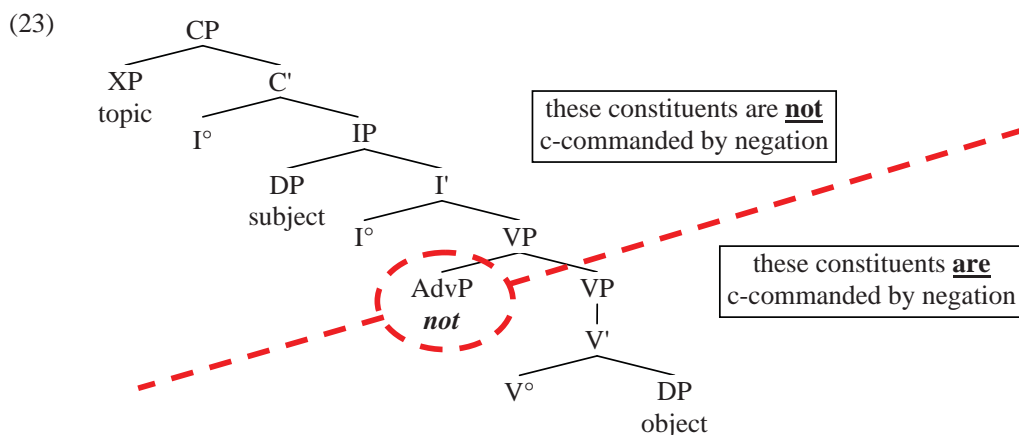 (23)
CP
XP C'
topic
these constituents are not
c-commanded by negation
I° IP
DP I'
subject
I° VP
these constituents are
c-commanded by negation
AdvP VP
not
V'
V° DP
object